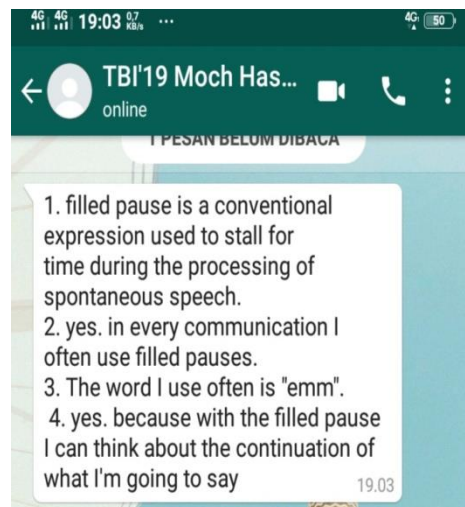 4G 4G 19:03 0,7 KB/s ... 4G 50
TBI'19 Moch Has...
online
1 PESAN BELUM DIBACA
1. filled pause is a conventional
expression used to stall for
time during the processing of
spontaneous speech.
2. yes. in every communication I
often use filled pauses.
3. The word I use often is "emm".
4. yes. because with the filled pause
I can think about the continuation of
what I'm going to say
19.03